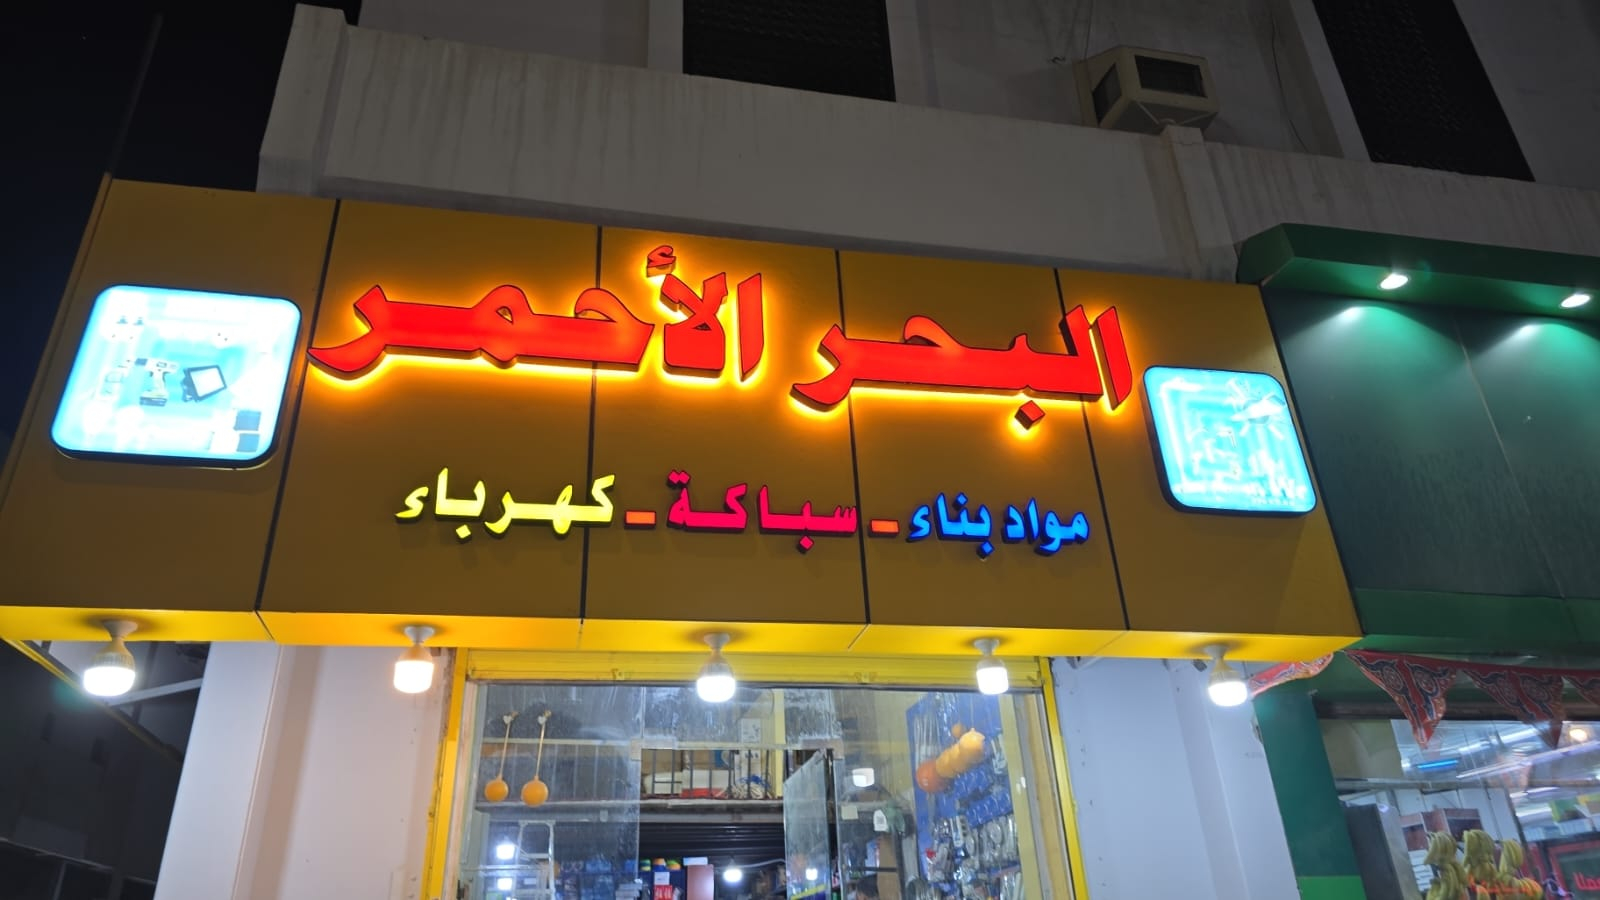 البحر الأحمر
مواد بناء - سباكة - كهرباء